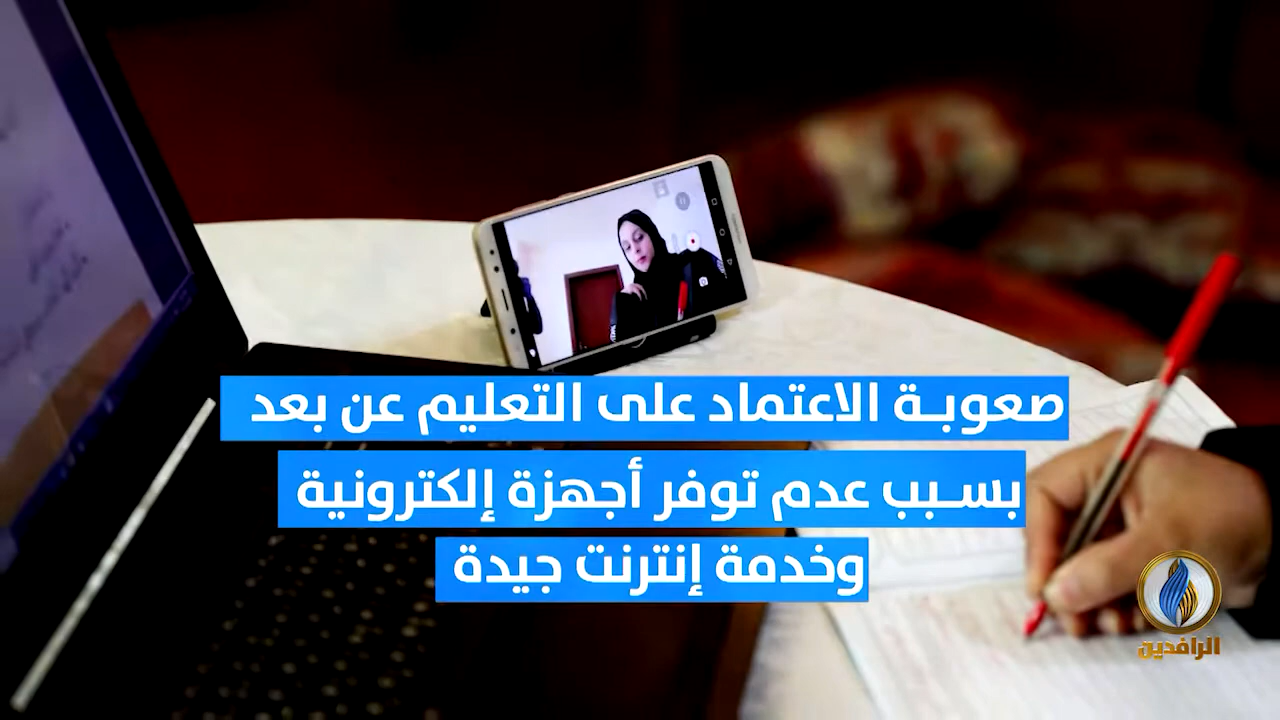 صعوبة الاعتماد على التعليم عن بعد
بسبب عدم توفر أجهزة إلكترونية
وخدمة إنترنت جيدة
الرافدين